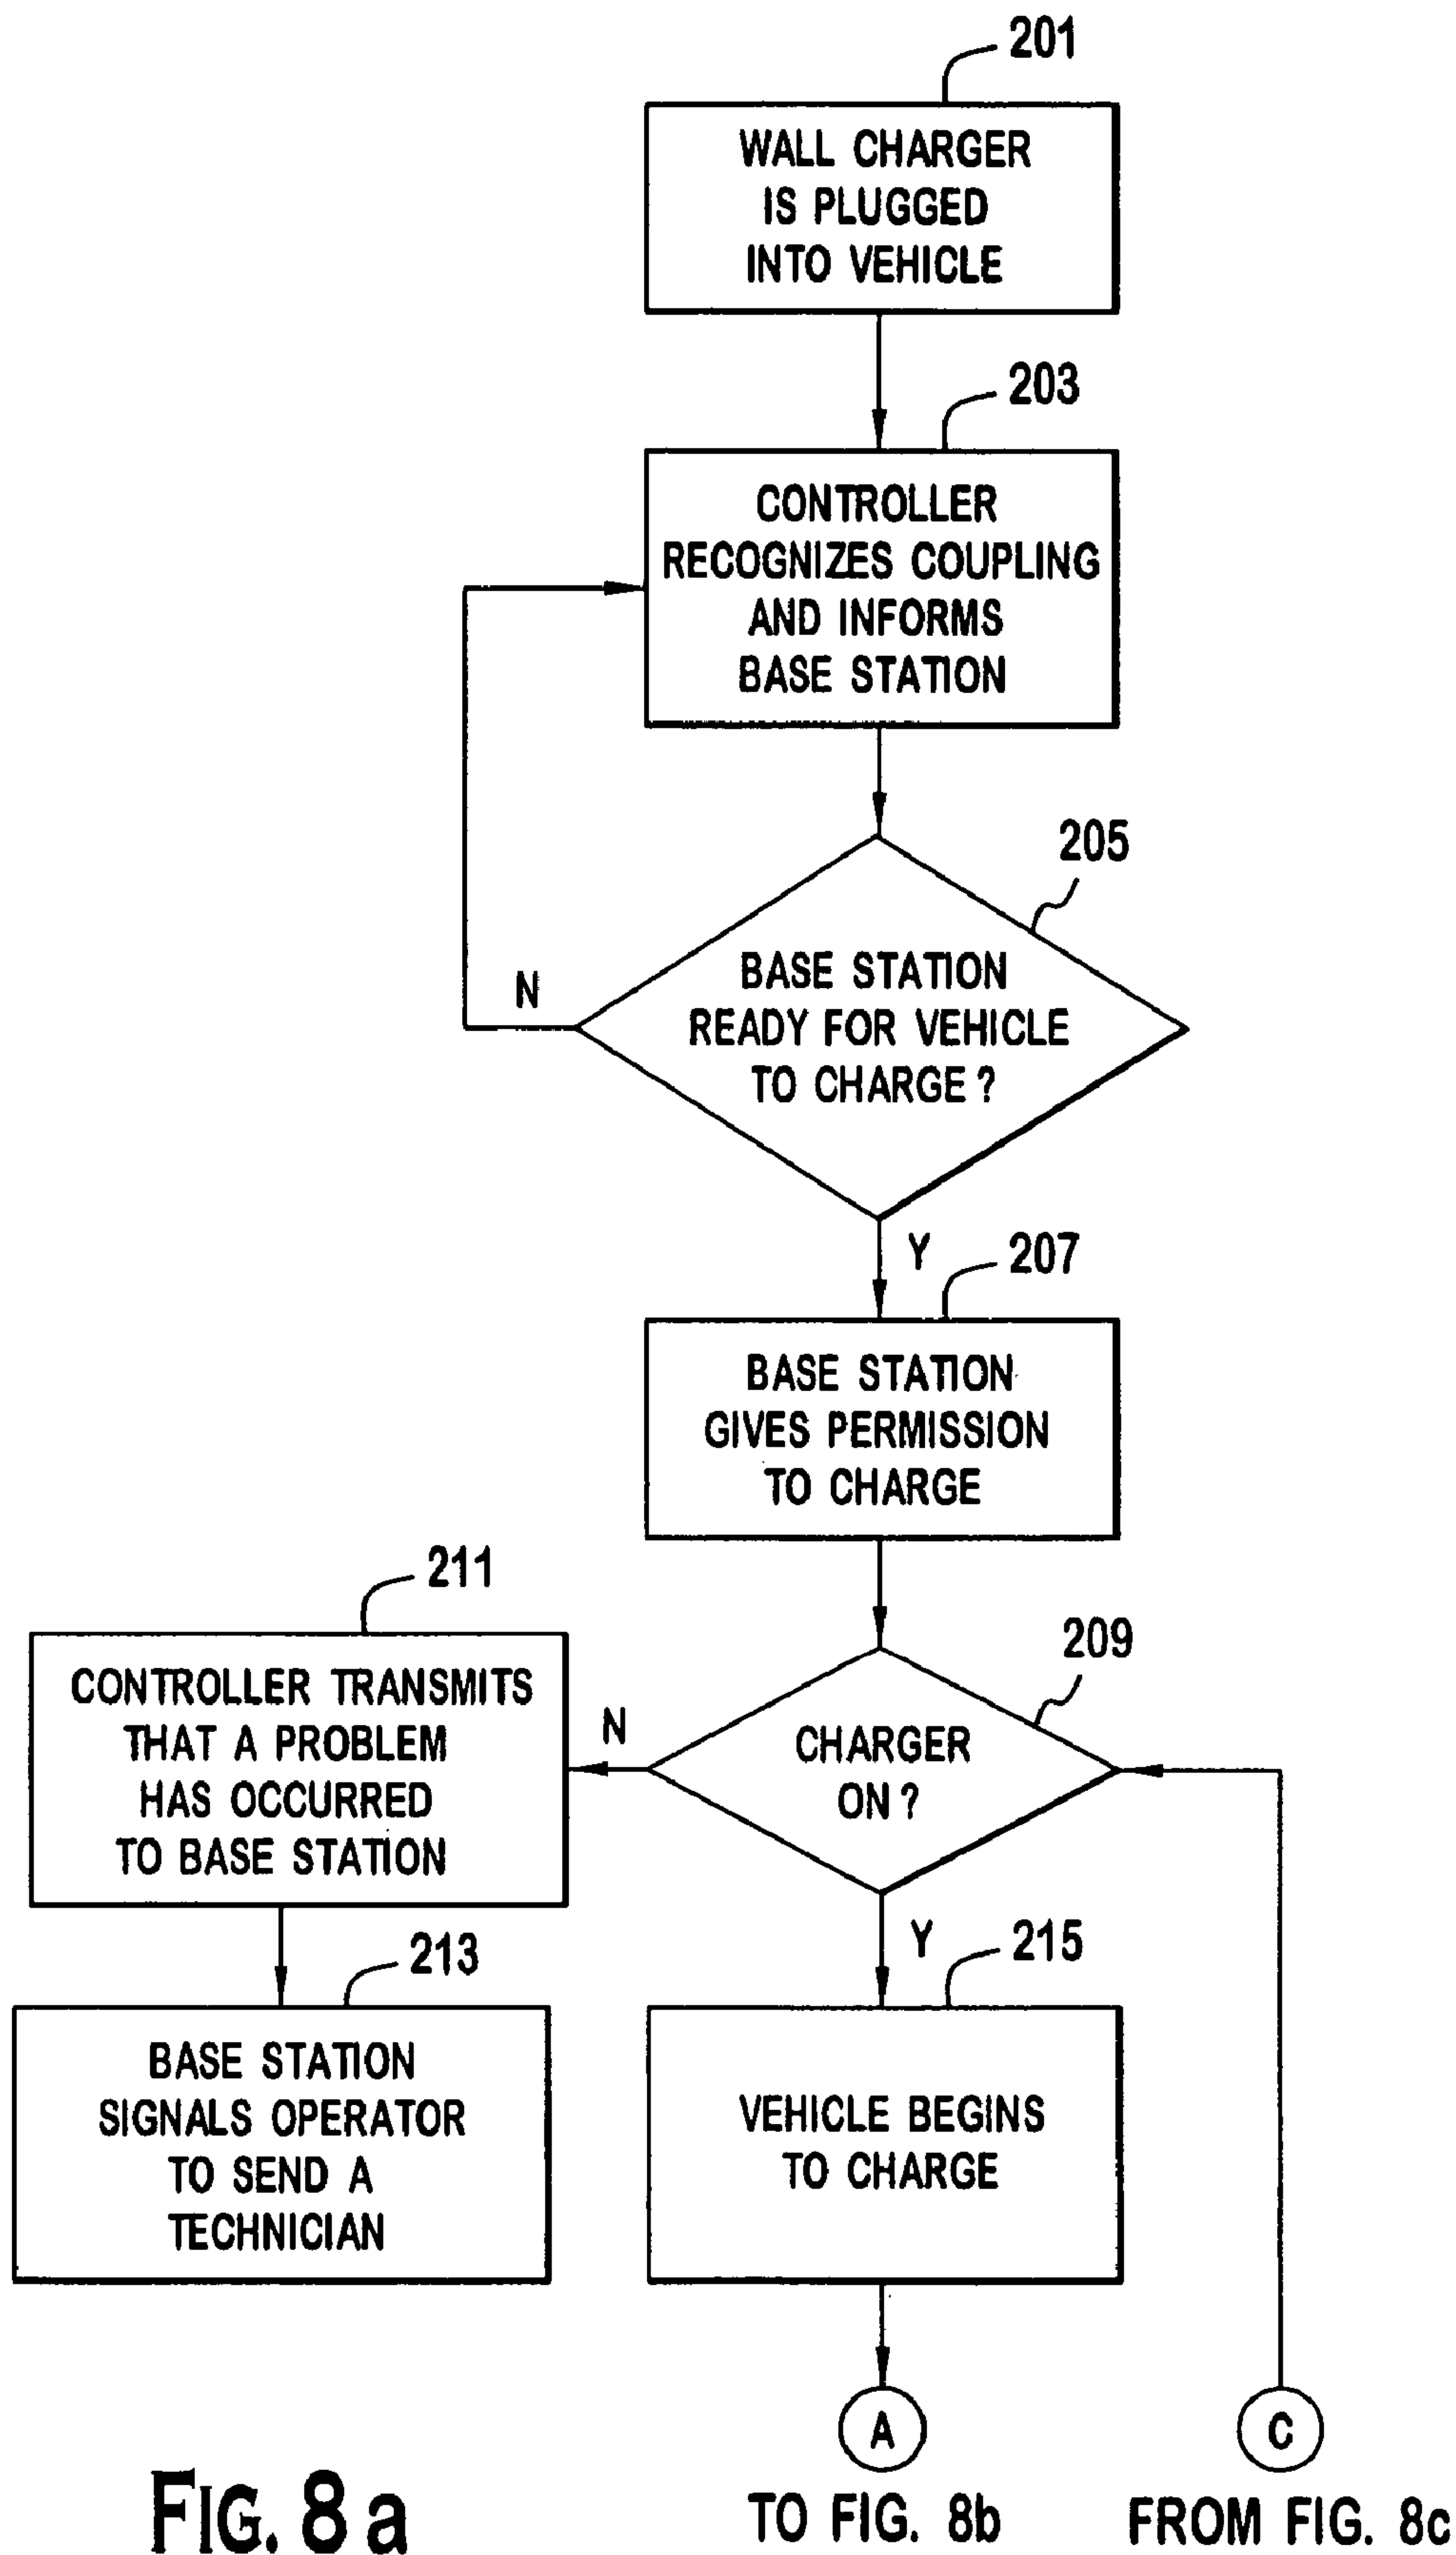 201
WALL CHARGER
IS PLUGGED
INTO VEHICLE
203
CONTROLLER
RECOGNIZES COUPLING
AND INFORMS
BASE STATION
205
BASE STATION
READY FOR VEHICLE
TO CHARGE?
N
Y
207
BASE STATION
GIVES PERMISSION
TO CHARGE
209
CHARGER
ON?
N
211
CONTROLLER TRANSMITS
THAT A PROBLEM
HAS OCCURRED
TO BASE STATION
213
BASE STATION
SIGNALS OPERATOR
TO SEND A
TECHNICIAN
Y
215
VEHICLE BEGINS
TO CHARGE
A
TO FIG. 8b
C
FROM FIG. 8c
FIG. 8a